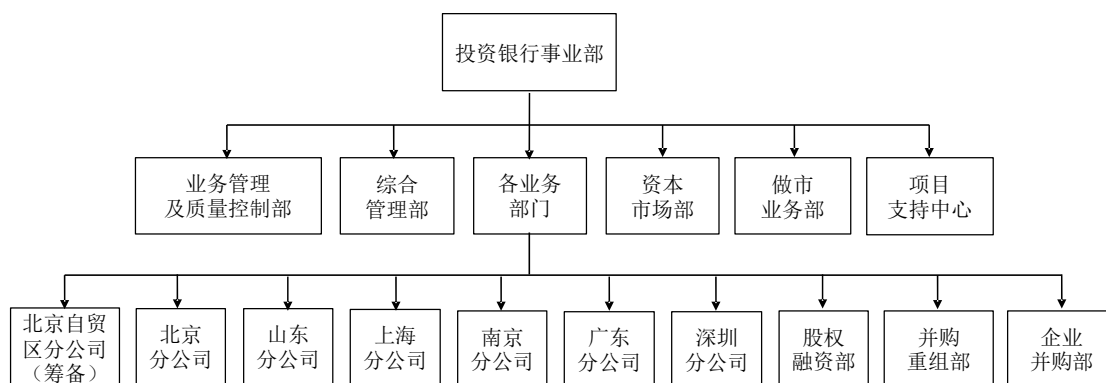 投资银行事业部
业务管理
及质量控制部
综合
管理部
各业务
部门
资本
市场部
做市
业务部
项目
支持中心
北京自贸
区分公司
（筹备）
北京
分公司
山东
分公司
上海
分公司
南京
分公司
广东
分公司
深圳
分公司
股权
融资部
并购
重组部
企业
并购部